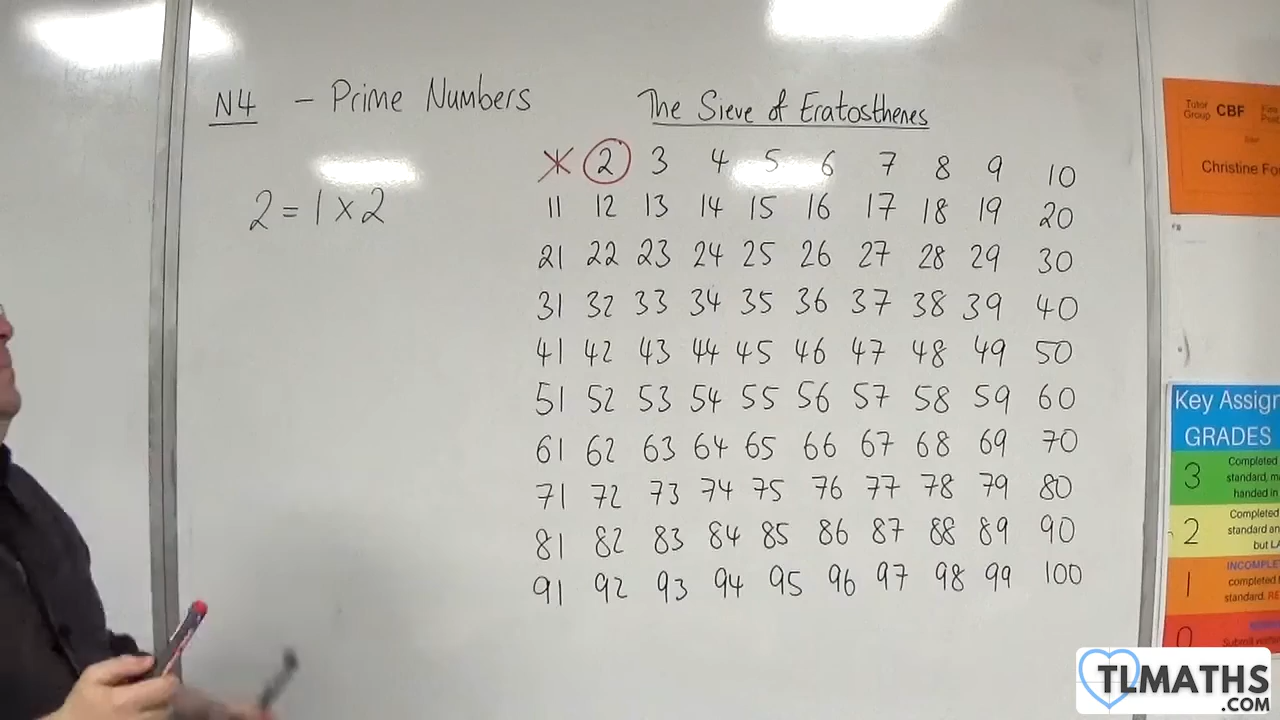 N4 - Prime Numbers
The Sieve of Eratosthenes
2 = 1 x 2
2 3 4 5 6 7 8 9 10
11 12 13 14 15 16 17 18 19 20
21 22 23 24 25 26 27 28 29 30
31 32 33 34 35 36 37 38 39 40
41 42 43 44 45 46 47 48 49 50
51 52 53 54 55 56 57 58 59 60
61 62 63 64 65 66 67 68 69 70
71 72 73 74 75 76 77 78 79 80
81 82 83 84 85 86 87 88 89 90
91 92 93 94 95 96 97 98 99 100
Tutor
Group CBF
Christine
Key
GRADES
3 Completed
standard,
handed in
2 Completed
standard
but
1
completed
standard.
0
TLMATHS
.COM